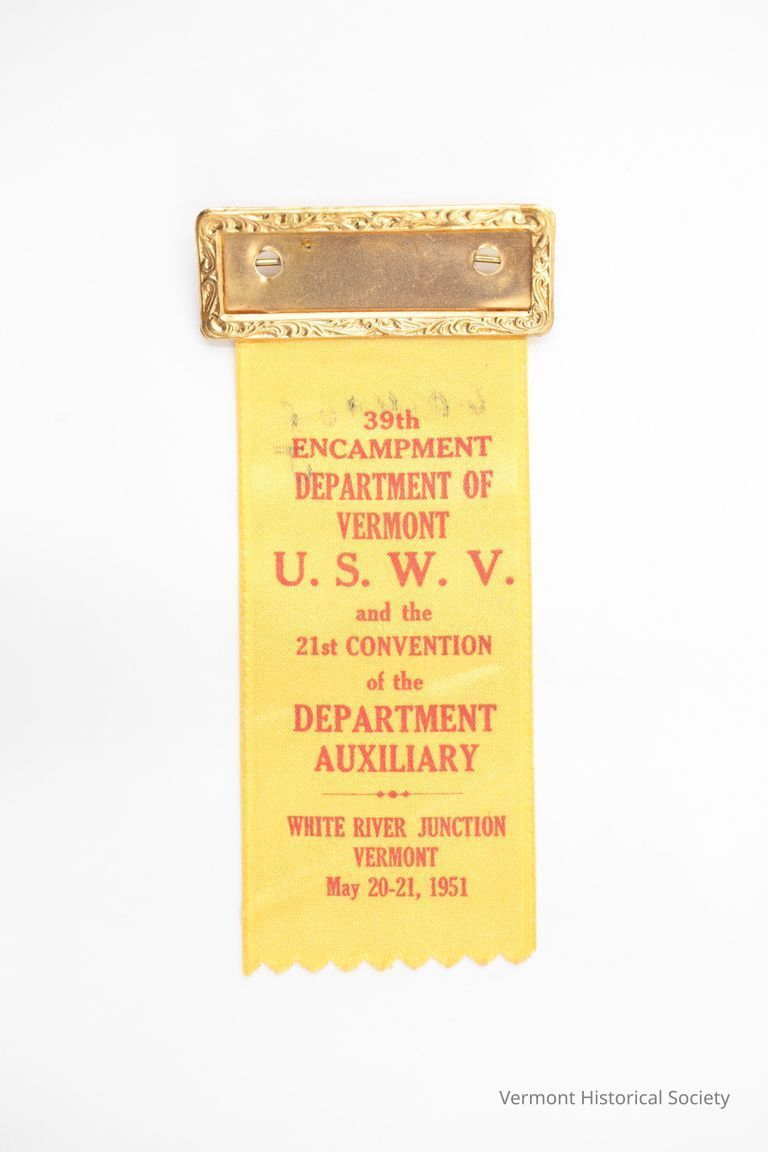 39th
ENCAMPMENT
DEPARTMENT OF
VERMONT
U. S. W. V.
and the
21st CONVENTION
of the
DEPARTMENT
AUXILIARY
WHITE RIVER JUNCTION
VERMONT
May 20-21, 1951
Vermont Historical Society